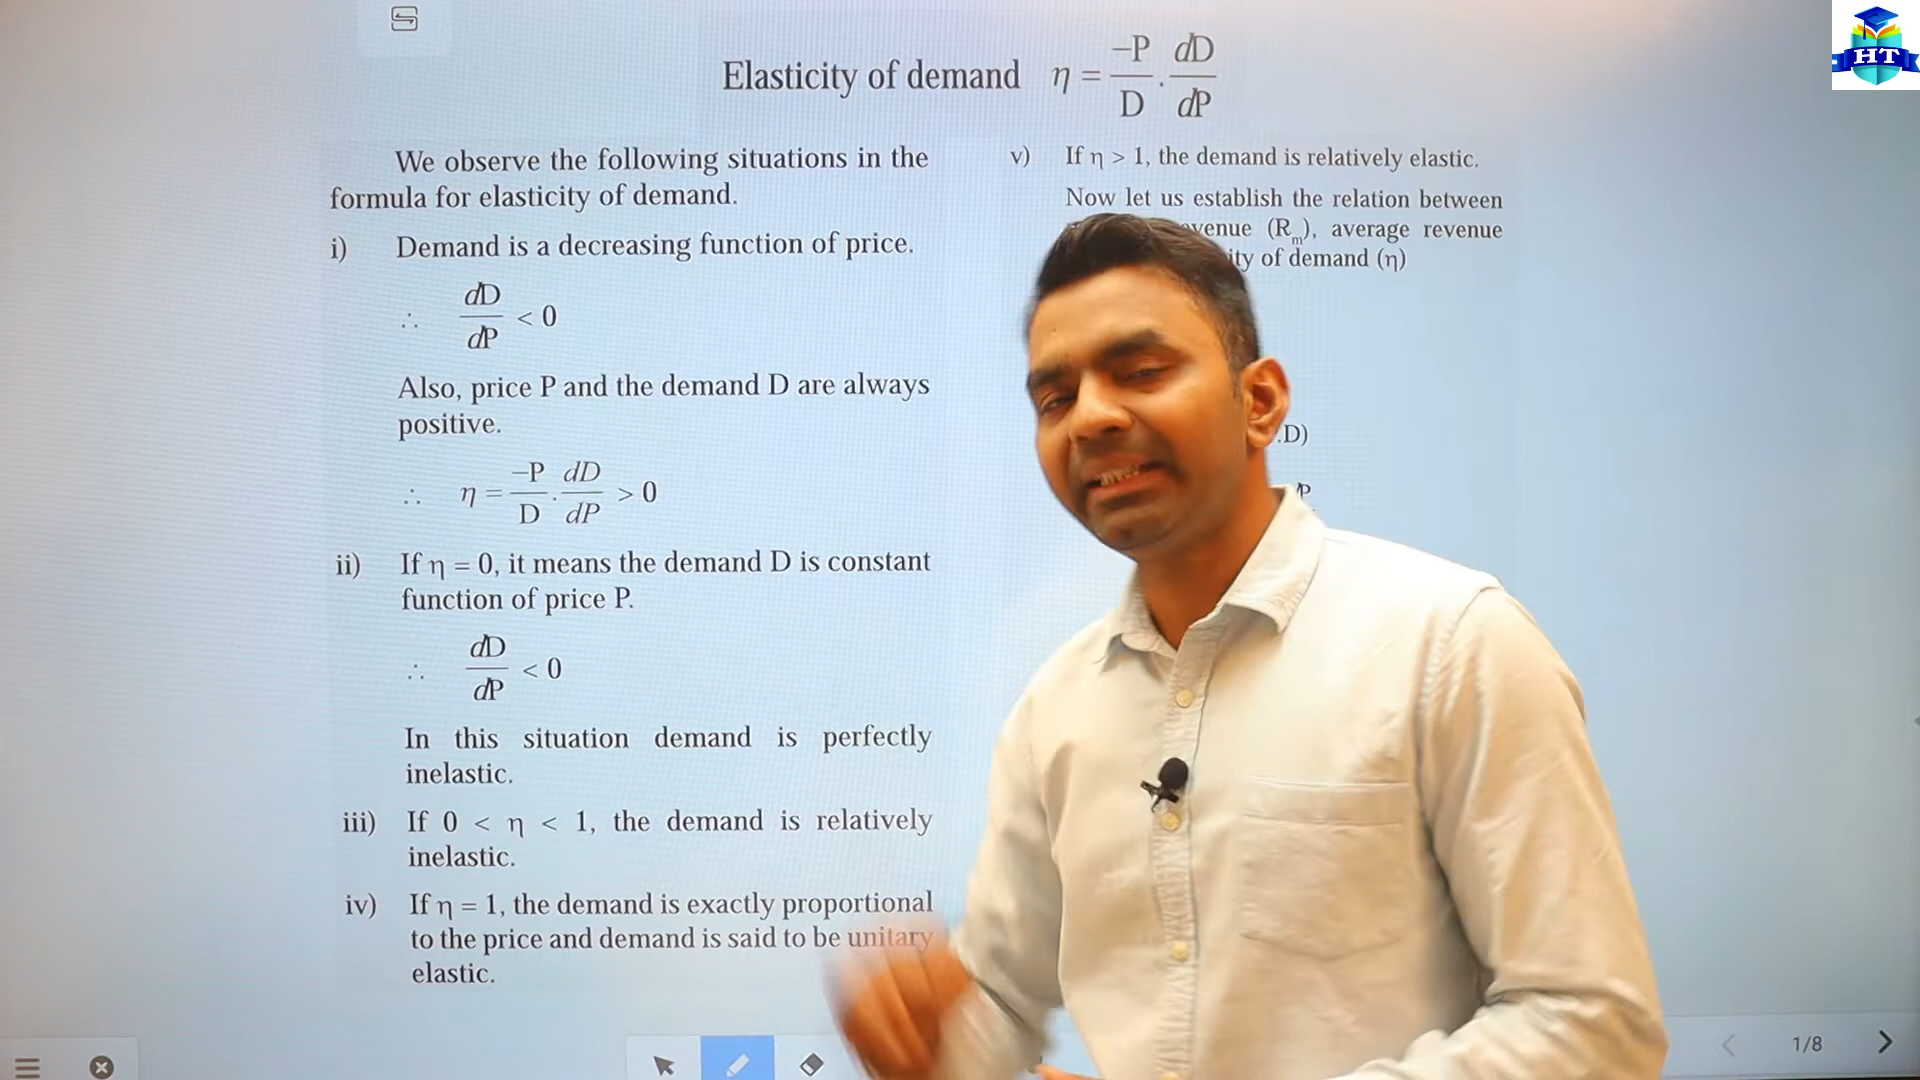 HT
Elasticity of demand η = −P/D . dD/dP
We observe the following situations in the
formula for elasticity of demand.
i) Demand is a decreasing function of price.
∴ dD/dP < 0
Also, price P and the demand D are always
positive.
∴ η = −P/D . dD/dP > 0
ii) If η = 0, it means the demand D is constant
function of price P.
∴ dD/dP < 0
In this situation demand is perfectly
inelastic.
iii) If 0 < η < 1, the demand is relatively
inelastic.
iv) If η = 1, the demand is exactly proportional
to the price and demand is said to be unitary
elastic.
v) If η > 1, the demand is relatively elastic.
Now let us establish the relation between
(Rm), average revenue
of demand (η)
.D)
P
1/8